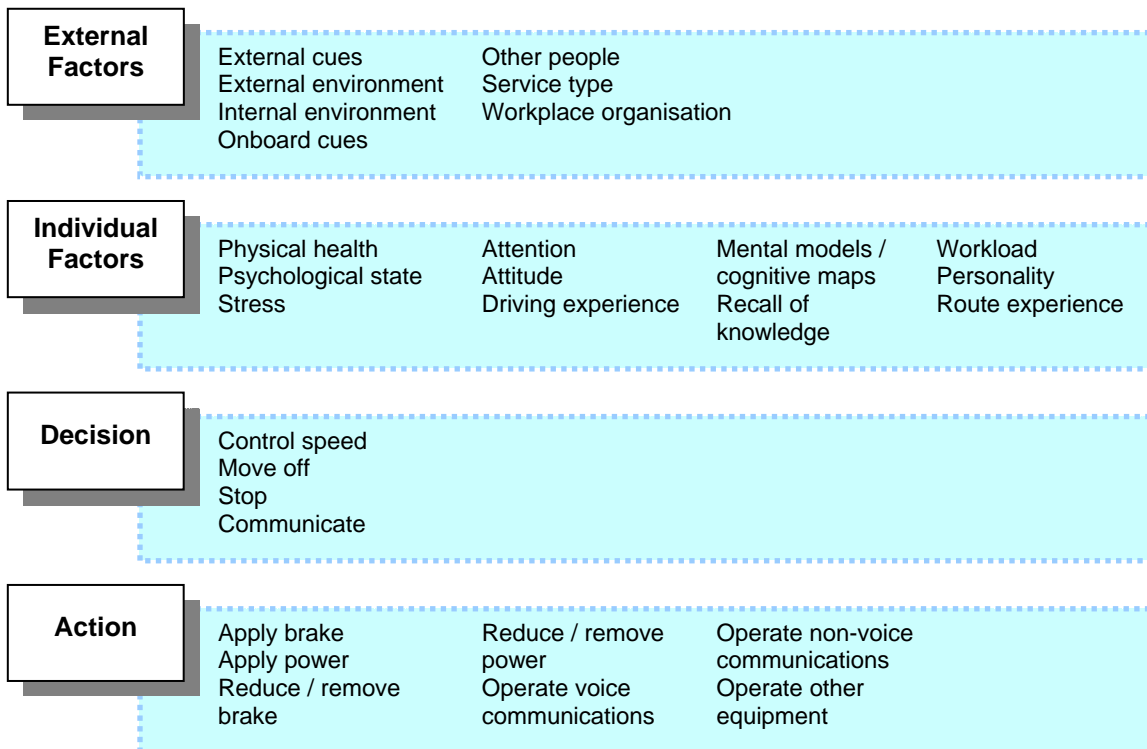 External
Factors
External cues
External environment
Internal environment
Onboard cues
Other people
Service type
Workplace organisation
Individual
Factors
Physical health
Psychological state
Stress
Attention
Attitude
Driving experience
Mental models /
cognitive maps
Recall of
knowledge
Workload
Personality
Route experience
Decision
Control speed
Move off
Stop
Communicate
Action
Apply brake
Apply power
Reduce / remove
brake
Reduce / remove
power
Operate voice
communications
Operate non-voice
communications
Operate other
equipment